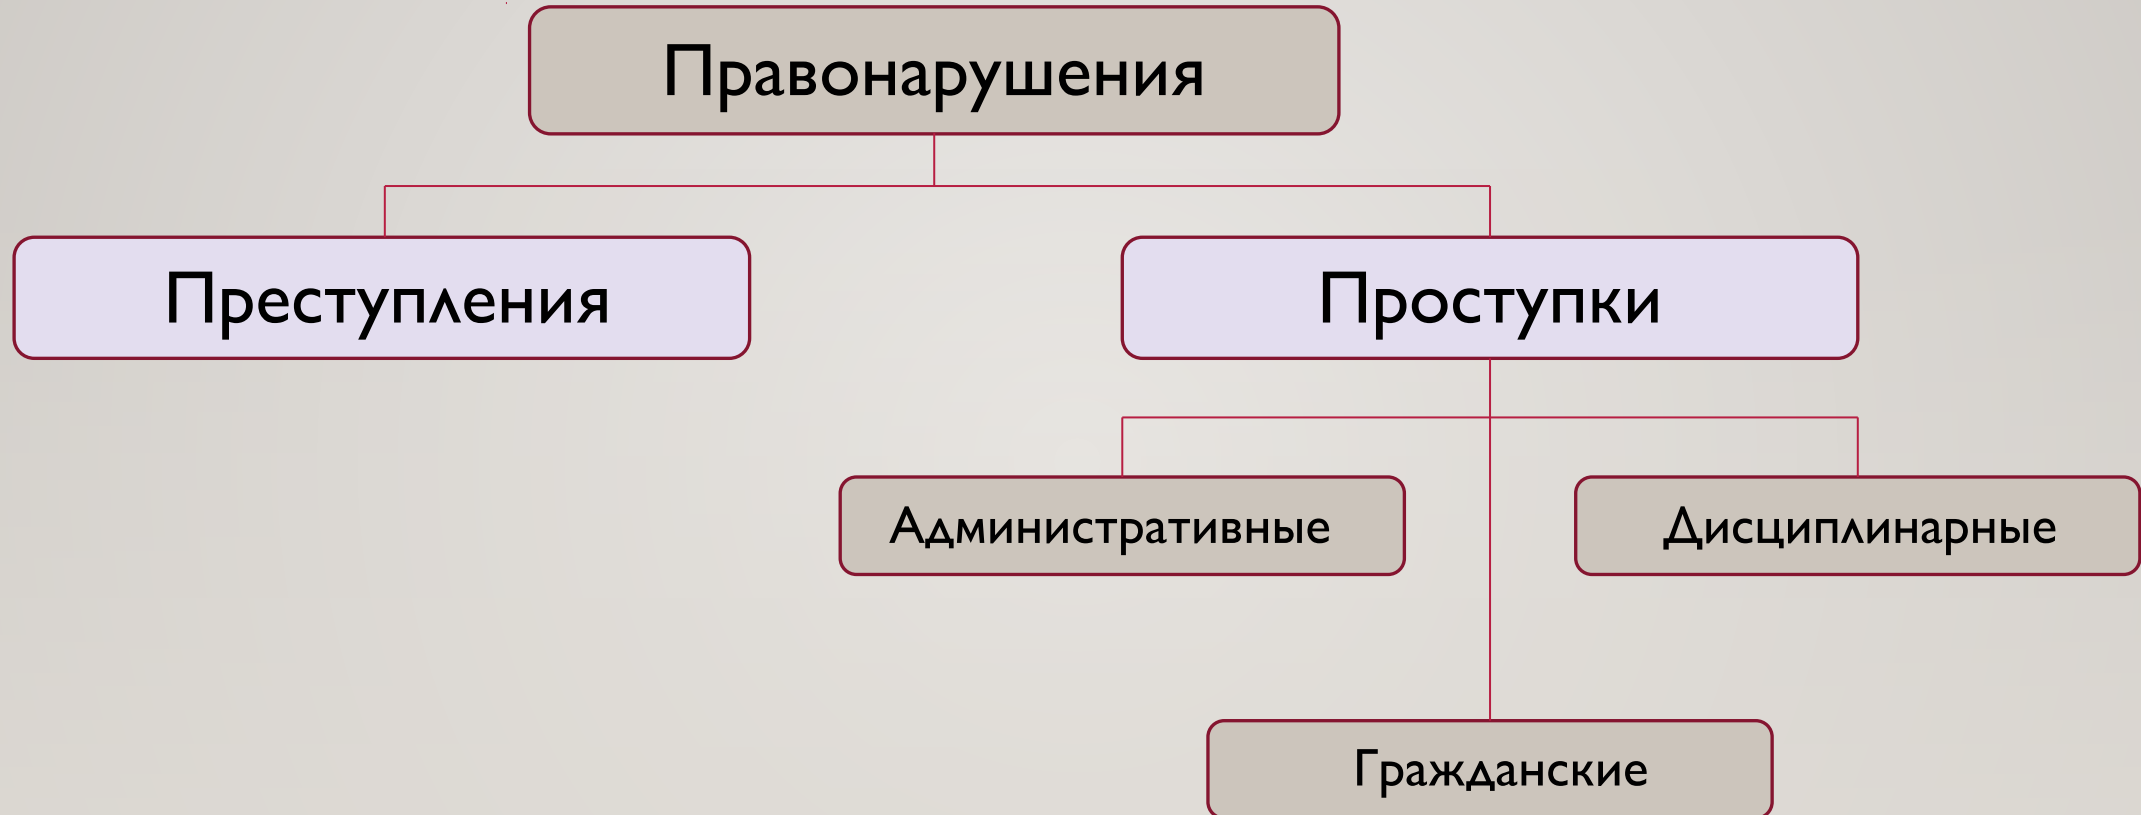 Правонарушения
Преступления
Проступки
Административные
Дисциплинарные
Гражданские